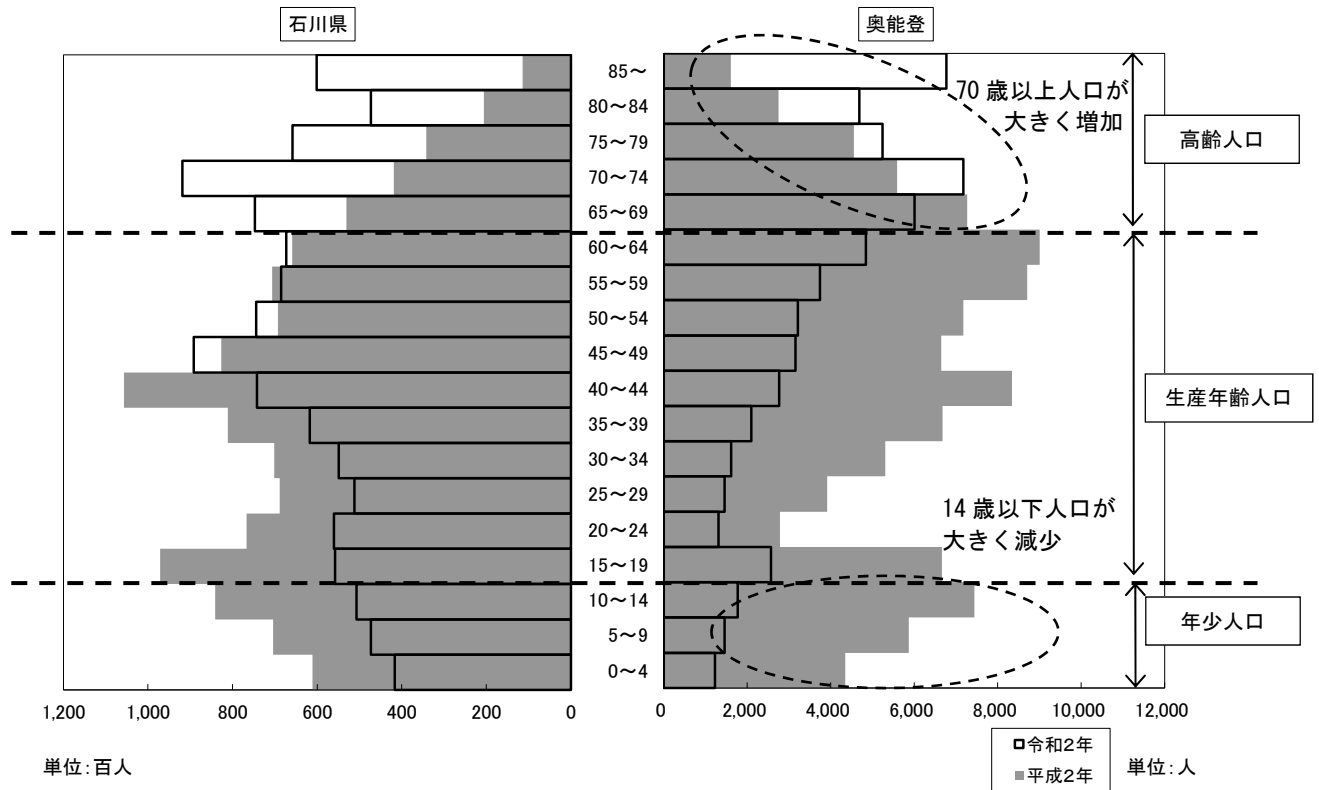 石川県
奥能登
85～
80～84
75～79
70～74
65～69
60～64
55～59
50～54
45～49
40～44
35～39
30～34
25～29
20～24
15～19
10～14
5～9
0～4
1,200 1,000 800 600 400 200 0
0 2,000 4,000 6,000 8,000 10,000 12,000
70 歳以上人口が
大きく増加
14 歳以下人口が
大きく減少
高齢人口
生産年齢人口
年少人口
単位：百人
令和2年
平成2年
単位：人